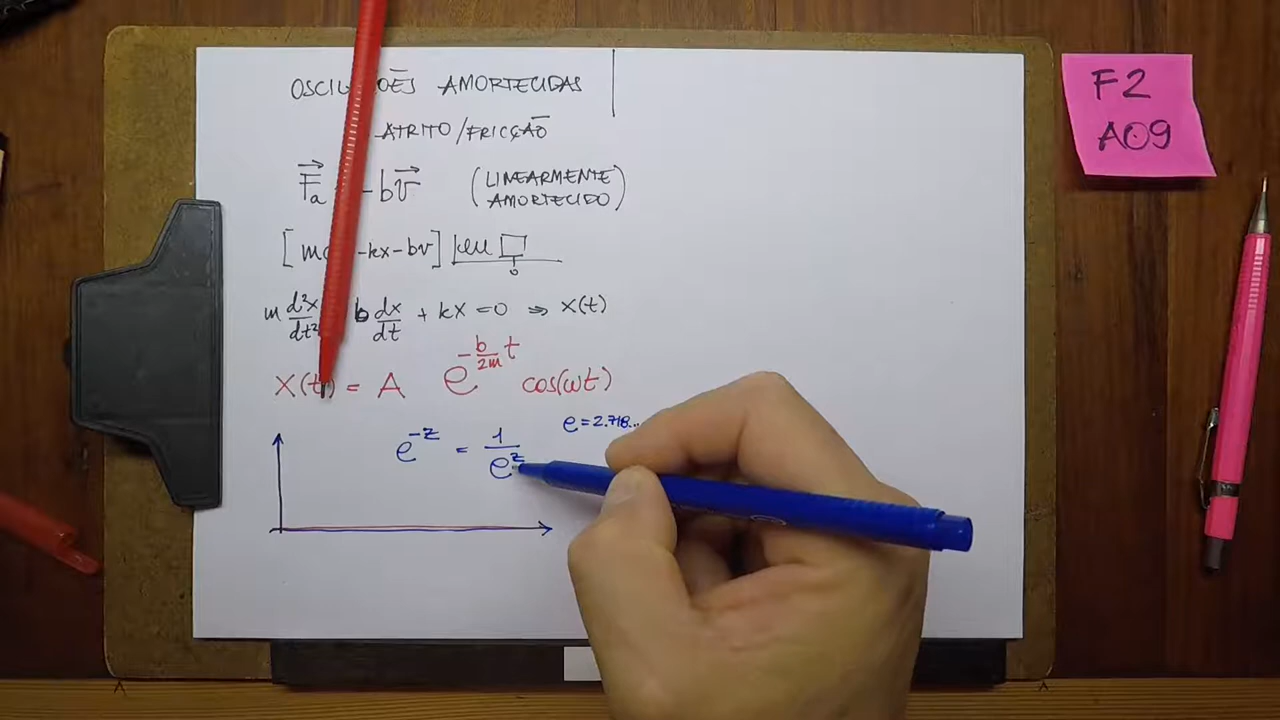 OSCIL ÕES AMORTECIDAS
ATRITO/FRICÇÃO
F⃗a - bv⃗ (LINEARMENTE AMORTECIDO)
[m -kx-bv] 0
m d²x/dt² b dx/dt + kx = 0 ⇒ x(t)
x(t) = A e^(-b/2m t) cos(ωt)
e = 2.718...
e^-z = 1/e^z
F2
A09